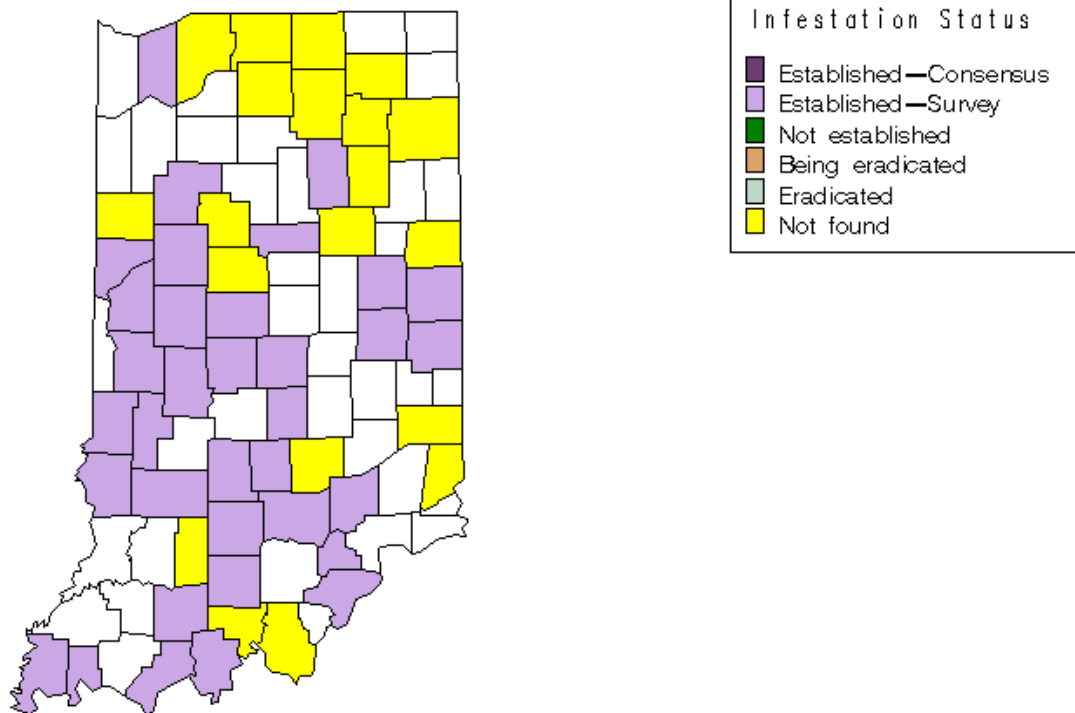 Infestation Status
Established—Consensus
Established—Survey
Not established
Being eradicated
Eradicated
Not found